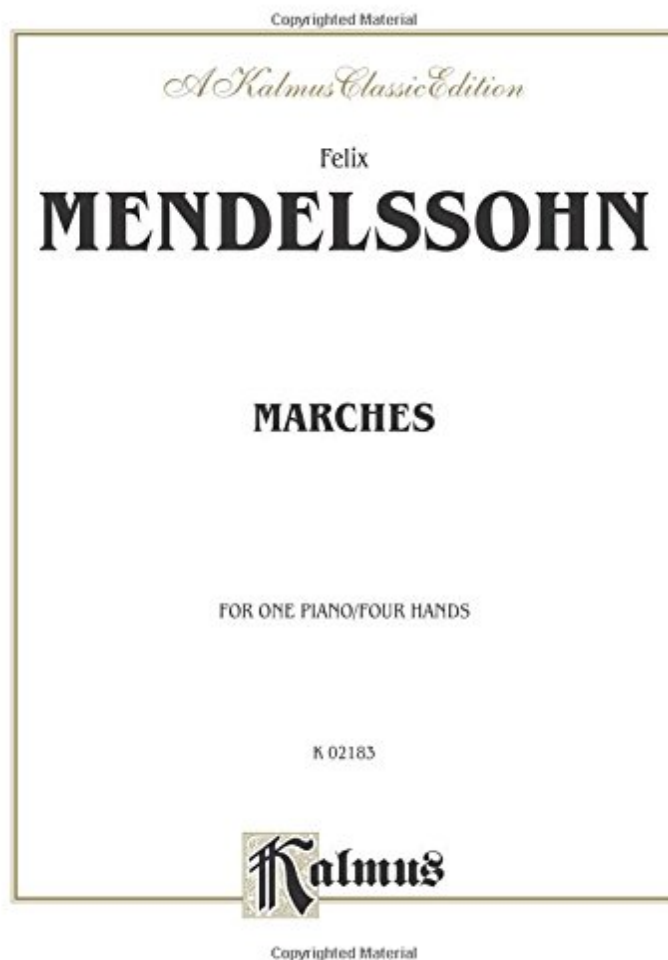 Copyrighted Material
A Kalmus Classic Edition
Felix
MENDELSSOHN
MARCHES
FOR ONE PIANO/FOUR HANDS
K 02183
Kalmus
Copyrighted Material